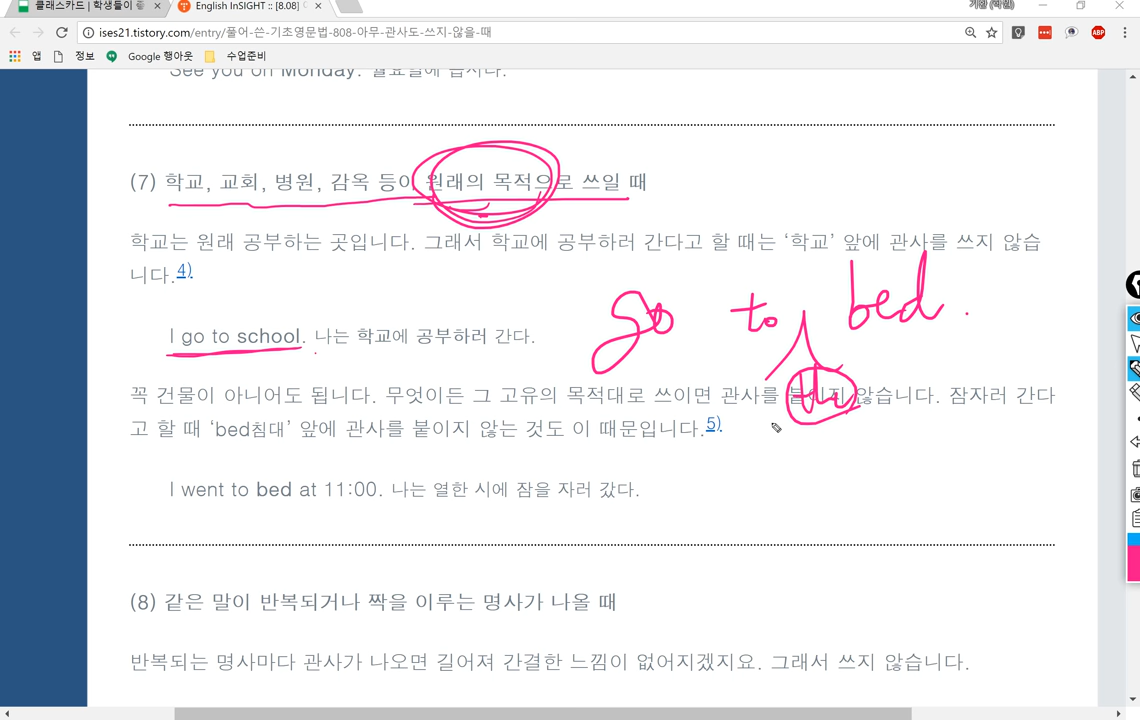 클래스카드 | 학생들이 좋
English InSIGHT :: [8.08]
기환 (학원)
ises21.tistory.com/entry/풀어-쓴-기초영문법-808-아무-관사도-쓰지-않을-때
ABP
앱 정보 Google 행아웃 수업준비
See you on Monday. 월요일에 봅시다.
(7) 학교, 교회, 병원, 감옥 등이 원래의 목적으로 쓰일 때
학교는 원래 공부하는 곳입니다. 그래서 학교에 공부하러 간다고 할 때는 ‘학교’ 앞에 관사를 쓰지 않습
니다.4)
go to bed.
the
I go to school. 나는 학교에 공부하러 간다.
꼭 건물이 아니어도 됩니다. 무엇이든 그 고유의 목적대로 쓰이면 관사를 붙이지 않습니다. 잠자러 간다
고 할 때 ‘bed침대’ 앞에 관사를 붙이지 않는 것도 이 때문입니다.5)
I went to bed at 11:00. 나는 열한 시에 잠을 자러 갔다.
(8) 같은 말이 반복되거나 짝을 이루는 명사가 나올 때
반복되는 명사마다 관사가 나오면 길어져 간결한 느낌이 없어지겠지요. 그래서 쓰지 않습니다.